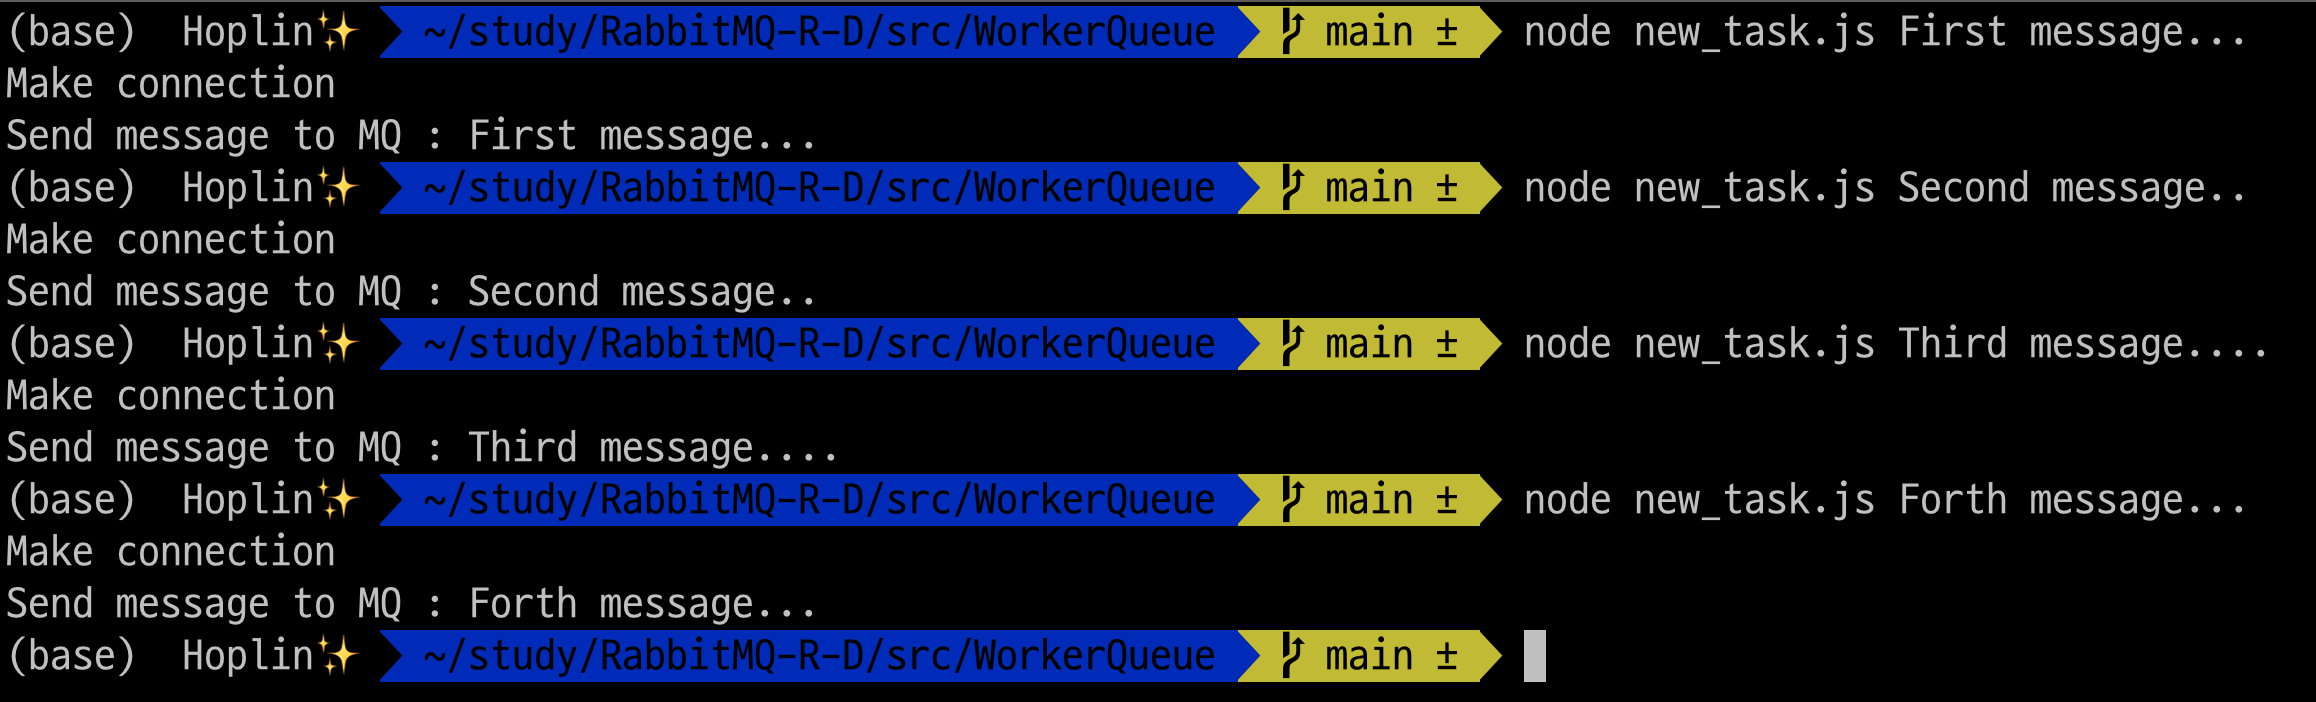 (base) Hoplin✨ ~/study/RabbitMQ-R-D/src/WorkerQueue main ± node new_task.js First message...
Make connection
Send message to MQ : First message...
(base) Hoplin✨ ~/study/RabbitMQ-R-D/src/WorkerQueue main ± node new_task.js Second message..
Make connection
Send message to MQ : Second message..
(base) Hoplin✨ ~/study/RabbitMQ-R-D/src/WorkerQueue main ± node new_task.js Third message....
Make connection
Send message to MQ : Third message....
(base) Hoplin✨ ~/study/RabbitMQ-R-D/src/WorkerQueue main ± node new_task.js Forth message...
Make connection
Send message to MQ : Forth message...
(base) Hoplin✨ ~/study/RabbitMQ-R-D/src/WorkerQueue main ±